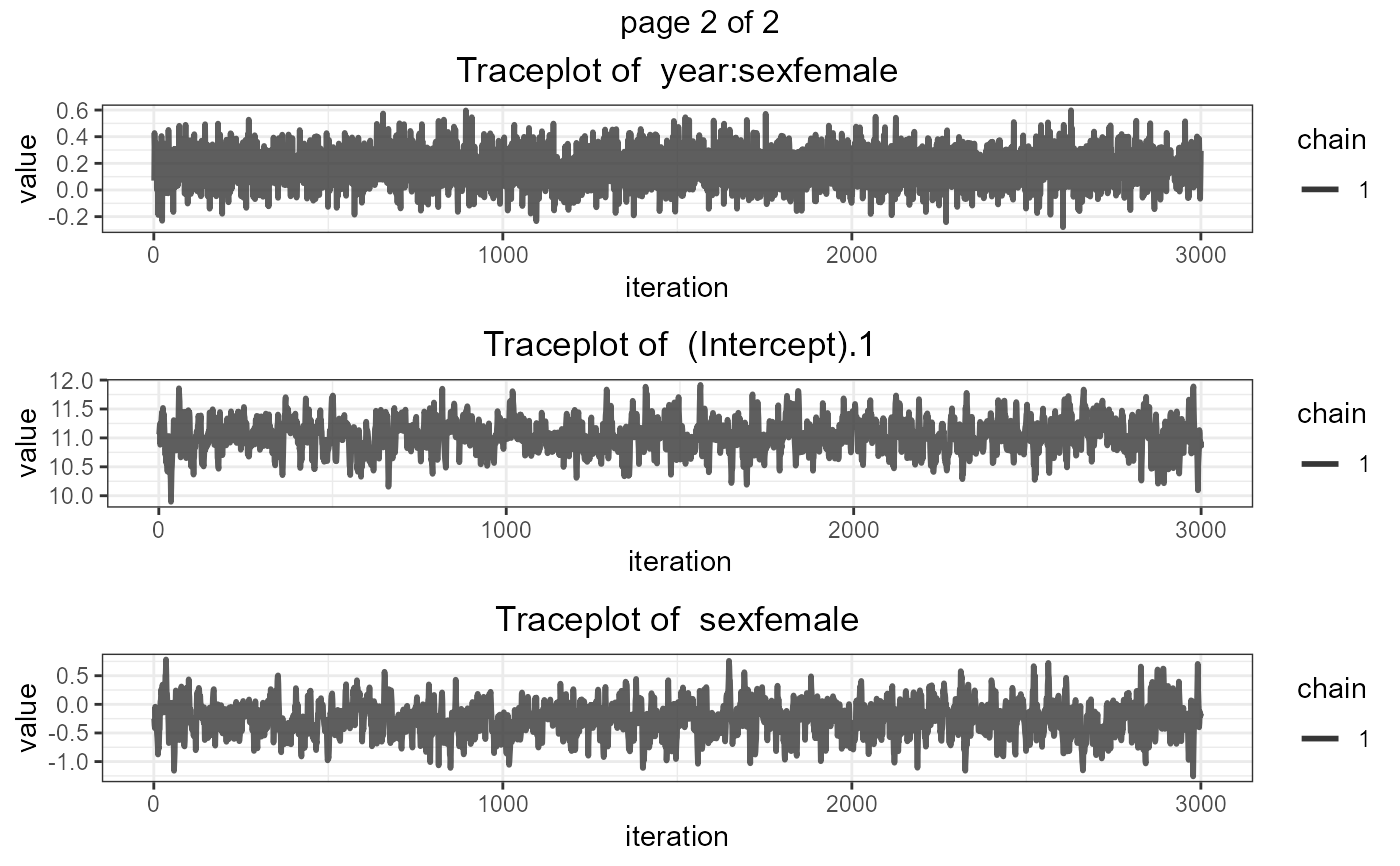 page 2 of 2
Traceplot of  year:sexfemale
0.6
0.4
0.2
0.0
-0.2
value
0 1000 2000 3000
iteration
chain
1
Traceplot of  (Intercept).1
12.0
11.5
11.0
10.5
10.0
value
0 1000 2000 3000
iteration
chain
1
Traceplot of  sexfemale
0.5
0.0
-0.5
-1.0
value
0 1000 2000 3000
iteration
chain
1